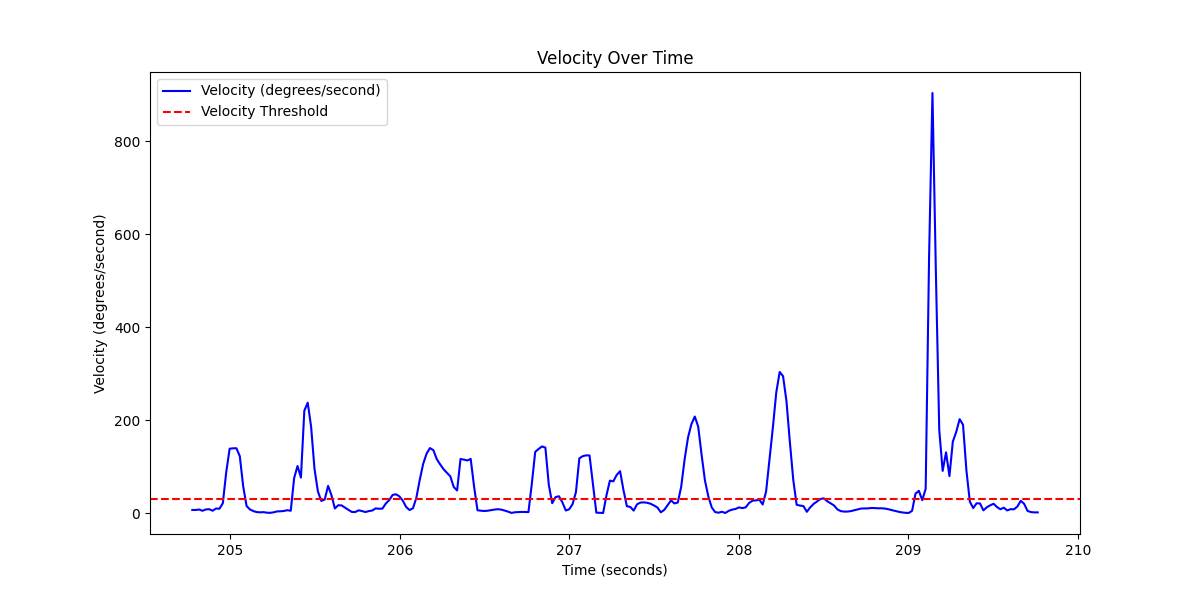 Velocity Over Time
Velocity (degrees/second)
Velocity Threshold
Velocity (degrees/second)
800
600
400
200
0
205 206 207 208 209 210
Time (seconds)